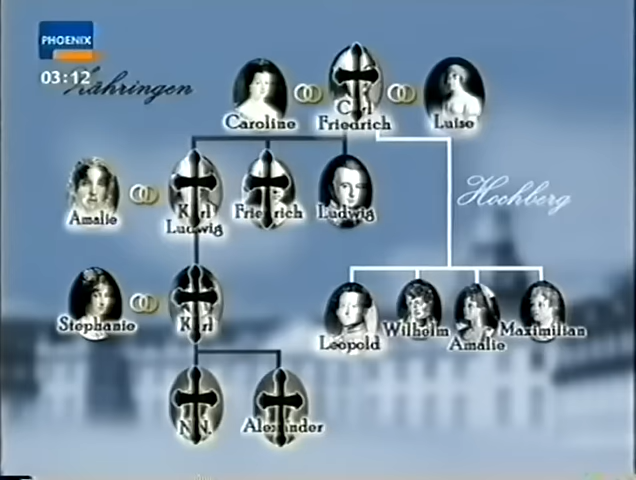 PHOENIX
03:12
Zähringen
Caroline
Carl
Friedrich
Luise
Hochberg
Amalie
Karl
Ludwig
Friedrich
Ludwig
Stéphanie
Karl
Leopold
Wilhelm
Amalie
Maximilian
N.N.
Alexander